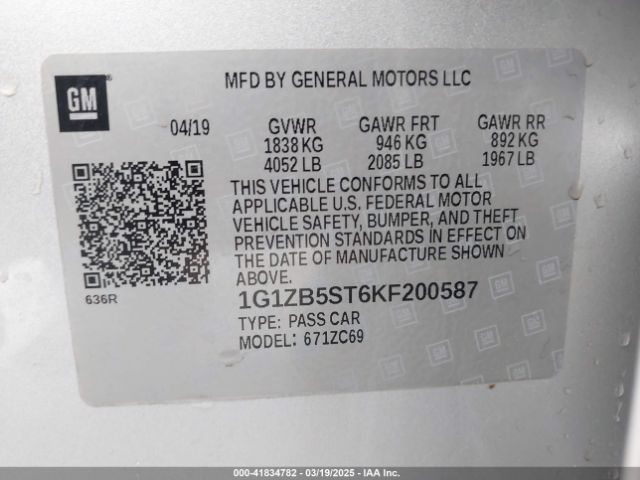 GM
MFD BY GENERAL MOTORS LLC
04/19 GVWR GAWR FRT GAWR RR
1838 KG 946 KG 892 KG
4052 LB 2085 LB 1967 LB
THIS VEHICLE CONFORMS TO ALL
APPLICABLE U.S. FEDERAL MOTOR
VEHICLE SAFETY, BUMPER, AND THEFT
PREVENTION STANDARDS IN EFFECT ON
THE DATE OF MANUFACTURE SHOWN
ABOVE.
636R
1G1ZB5ST6KF200587
TYPE: PASS CAR
MODEL: 671ZC69
000-41834782 - 03/19/2025 - IAA Inc.